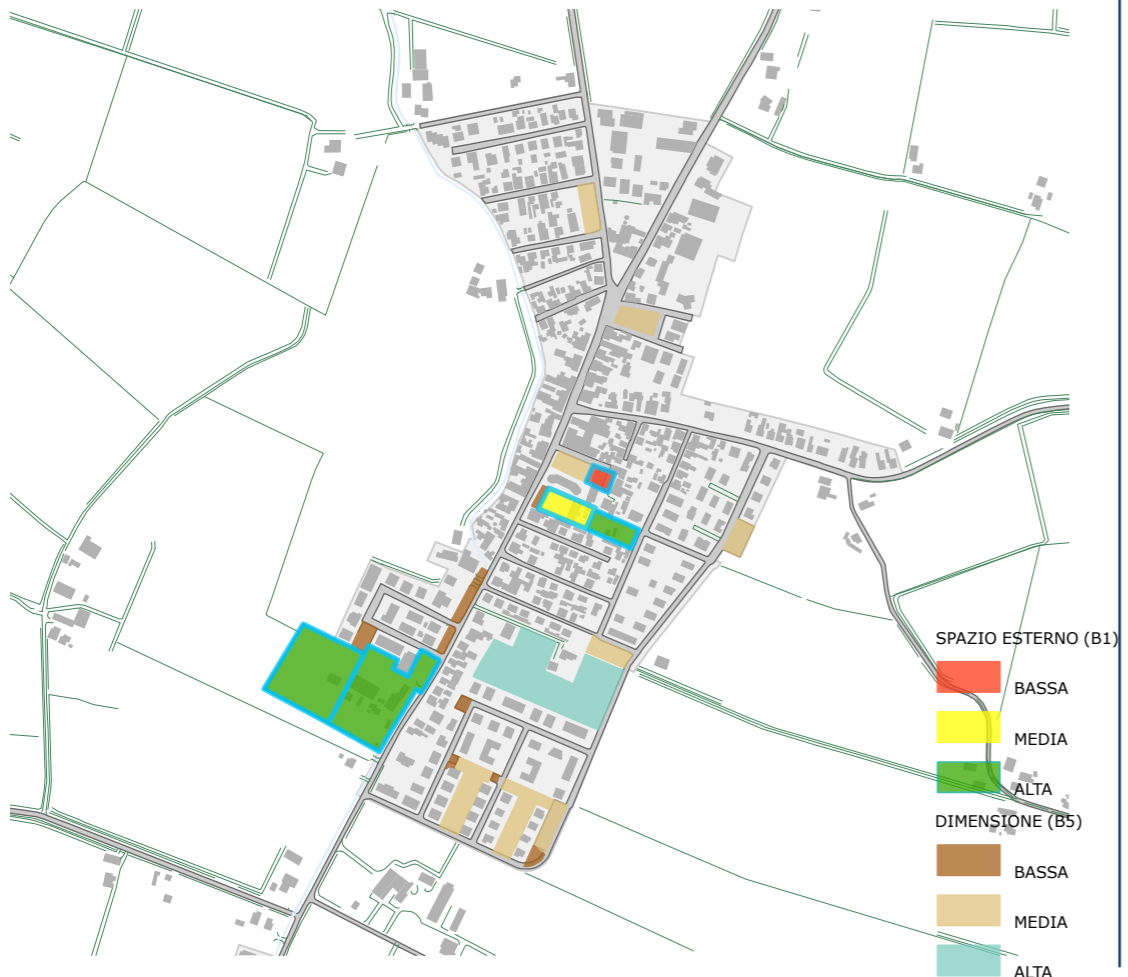 SPAZIO ESTERNO (B1)
BASSA
MEDIA
ALTA
DIMENSIONE (B5)
BASSA
MEDIA
ALTA